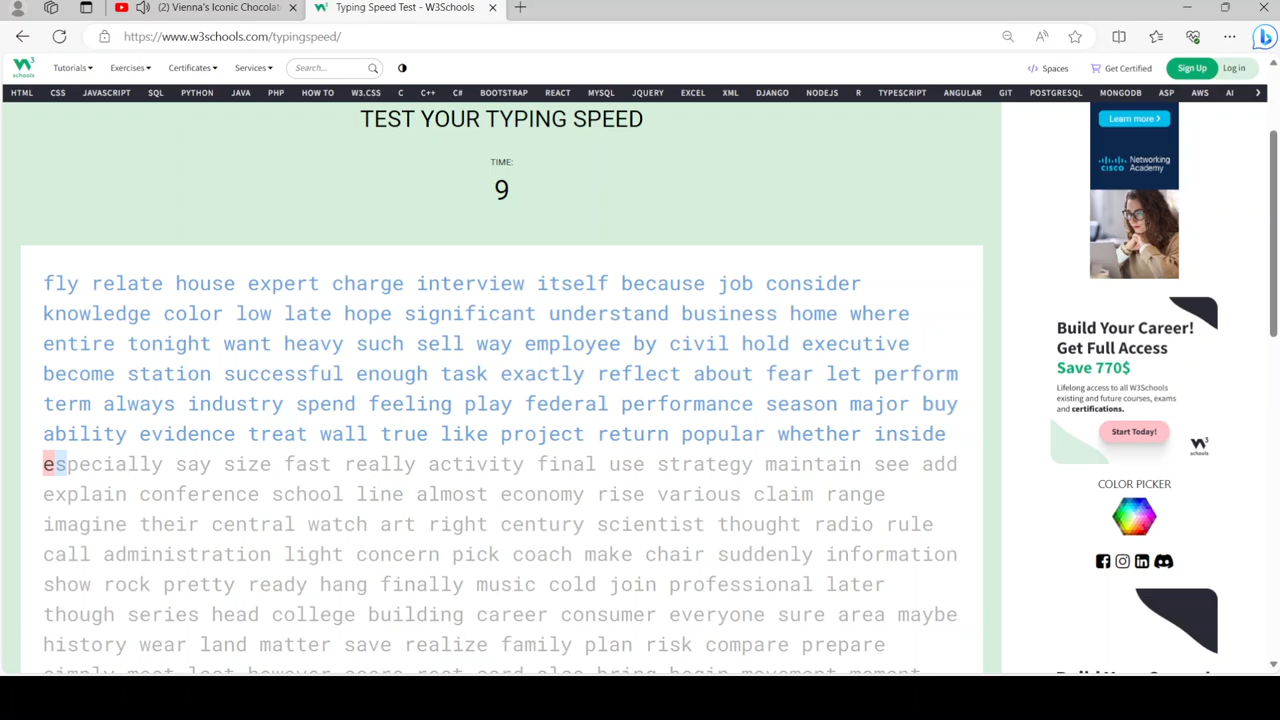 (2) Vienna's Iconic Chocolat
Typing Speed Test - W3Schools
https://www.w3schools.com/typingspeed/
3
schools
Tutorials
Exercises
Certificates
Services
Search...
Spaces
Get Certified
Sign Up
Log in
HTML CSS JAVASCRIPT SQL PYTHON JAVA PHP HOW TO W3.CSS C C++ C# BOOTSTRAP REACT MYSQL JQUERY EXCEL XML DJANGO NODEJS R TYPESCRIPT ANGULAR GIT POSTGRESQL MONGODB ASP AWS AI
TEST YOUR TYPING SPEED
TIME:
9
fly relate house expert charge interview itself because job consider
knowledge color low late hope significant understand business home where
entire tonight want heavy such sell way employee by civil hold executive
become station successful enough task exactly reflect about fear let perform
term always industry spend feeling play federal performance season major buy
ability evidence treat wall true like project return popular whether inside
especially say size fast really activity final use strategy maintain see add
explain conference school line almost economy rise various claim range
imagine their central watch art right century scientist thought radio rule
call administration light concern pick coach make chair suddenly information
show rock pretty ready hang finally music cold join professional later
though series head college building career consumer everyone sure area maybe
history wear land matter save realize family plan risk compare prepare
Learn more
CISCO
Networking
Academy
Build Your Career!
Get Full Access
Save 770$
Lifelong access to all W3Schools
existing and future courses, exams
and certifications.
Start Today!
schools
COLOR PICKER